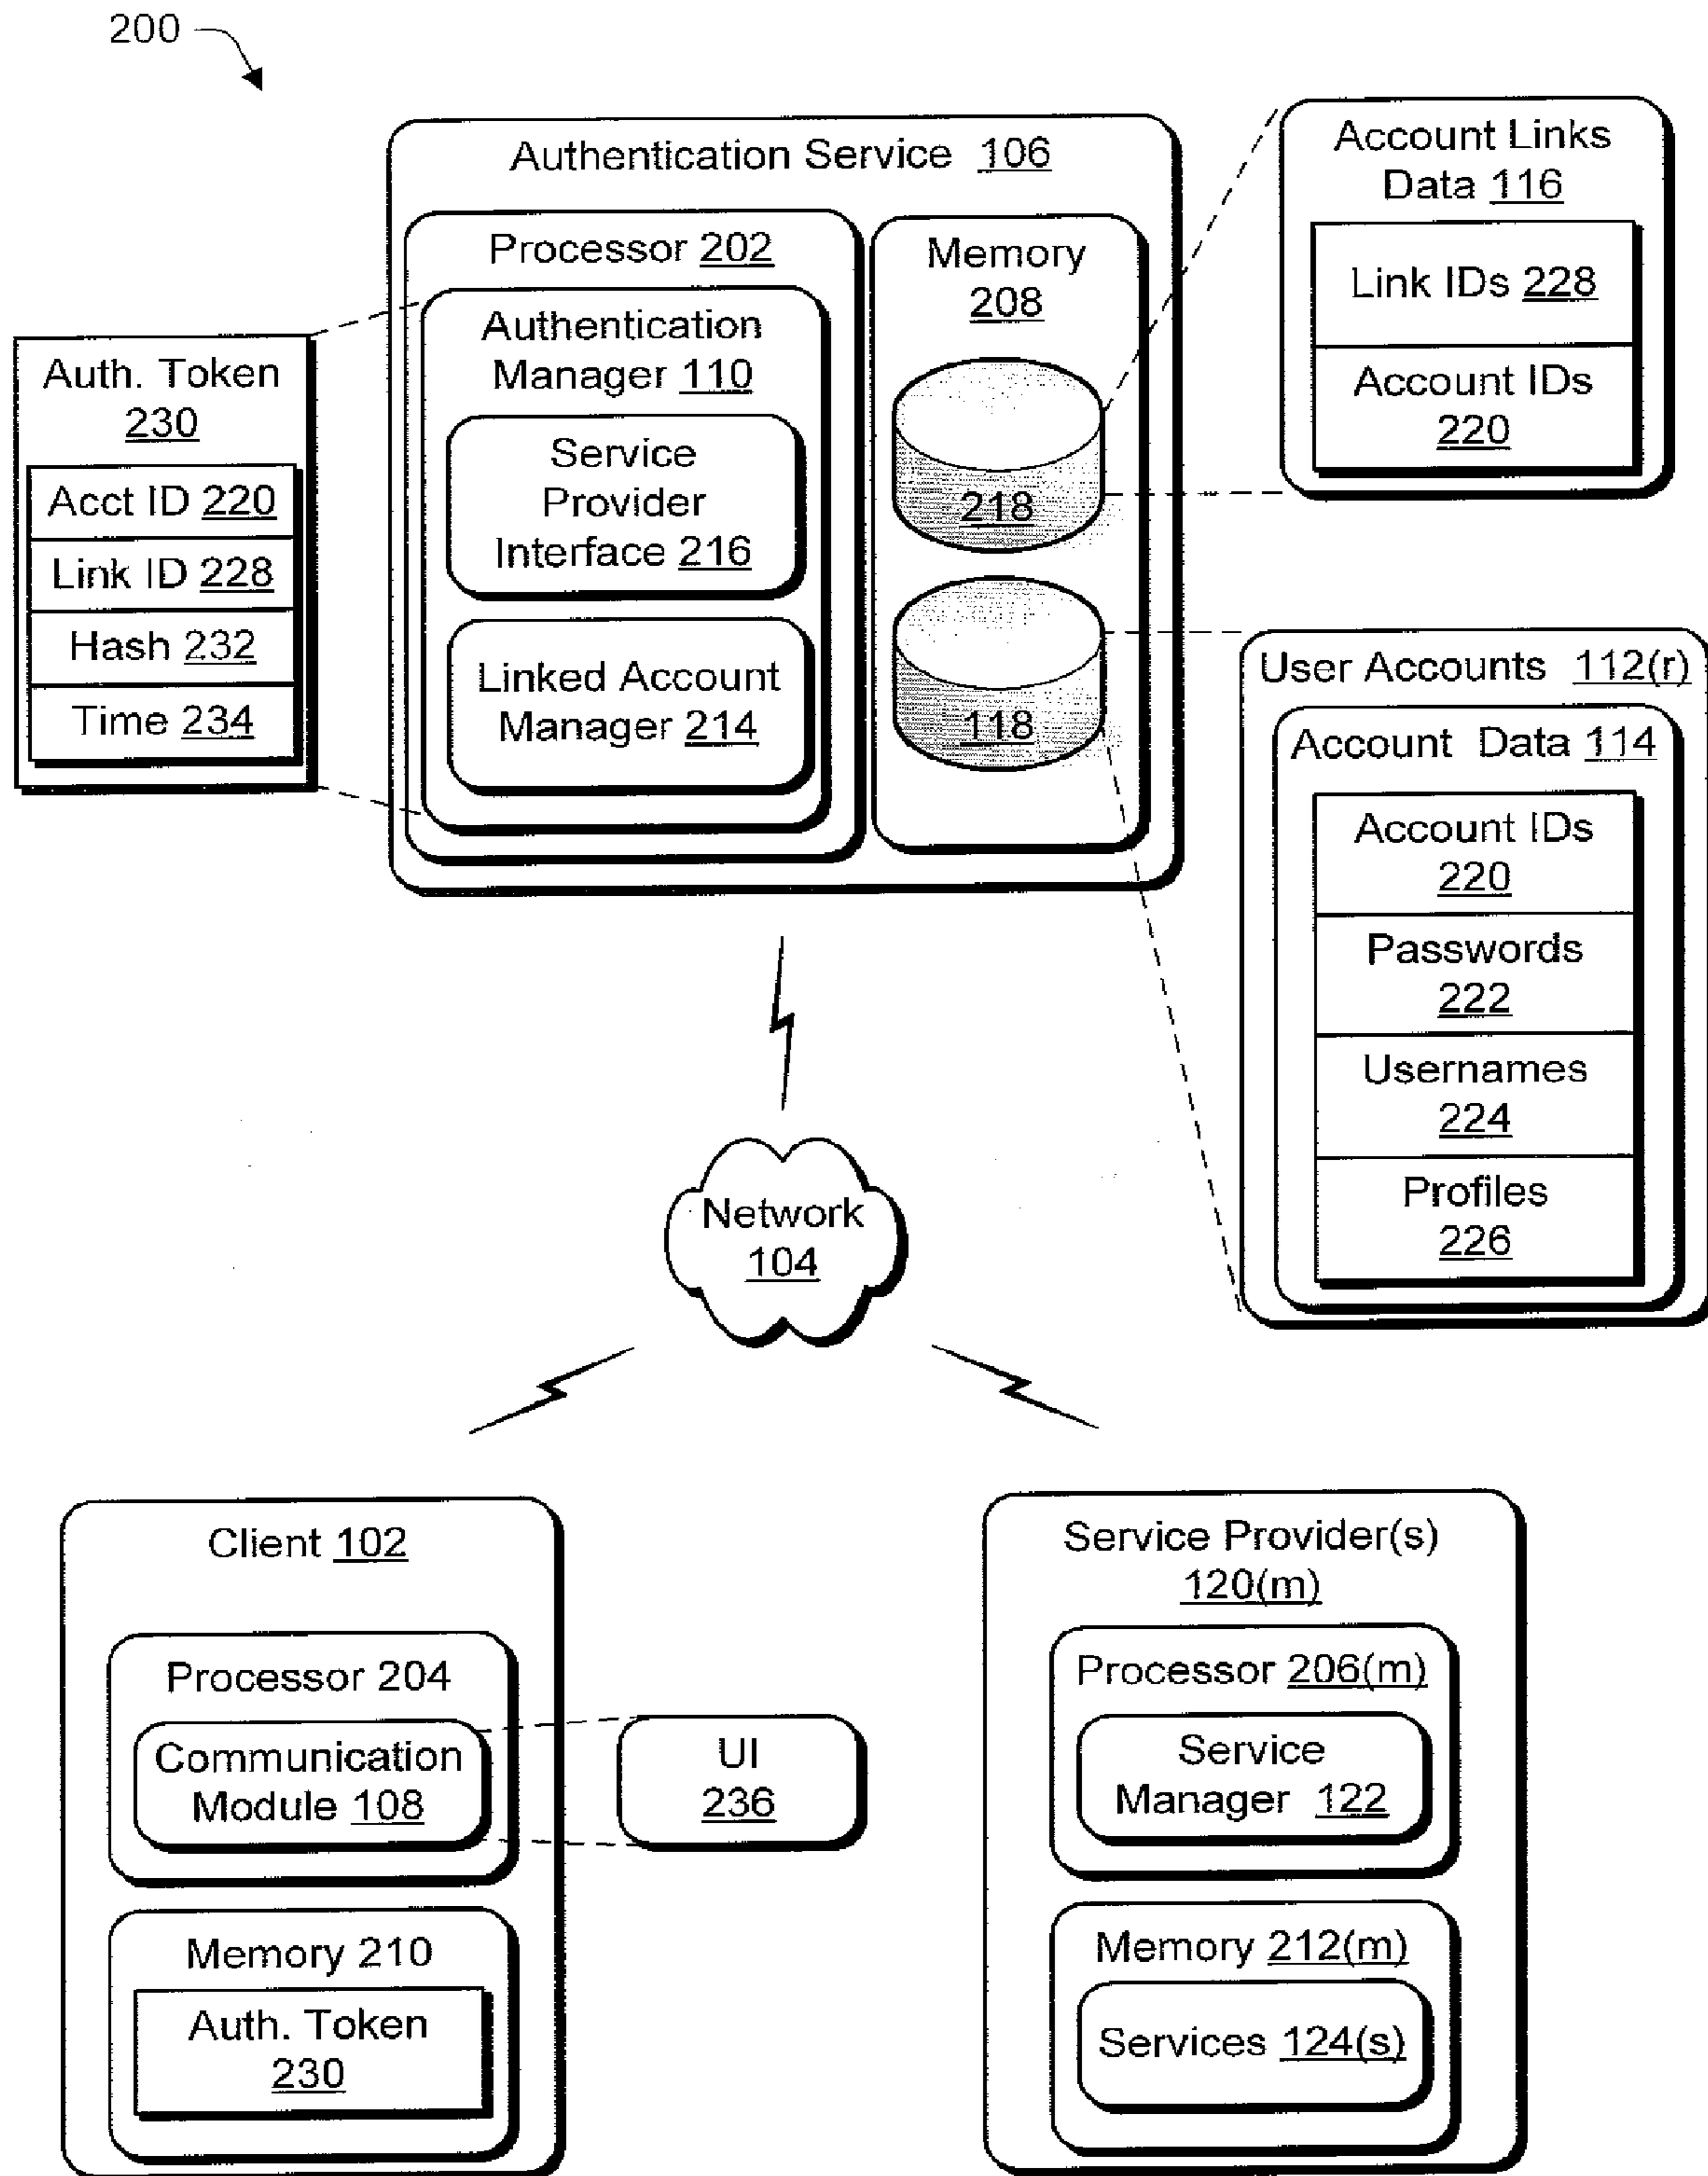 200
Authentication Service 106
Processor 202
Authentication
Manager 110
Service
Provider
Interface 216
Linked Account
Manager 214
Memory
208
218
118
Account Links
Data 116
Link IDs 228
Account IDs
220
Auth. Token
230
Acct ID 220
Link ID 228
Hash 232
Time 234
User Accounts 112(r)
Account Data 114
Account IDs
220
Passwords
222
Usernames
224
Profiles
226
Network
104
Client 102
Processor 204
Communication
Module 108
UI
236
Memory 210
Auth. Token
230
Service Provider(s)
120(m)
Processor 206(m)
Service
Manager 122
Memory 212(m)
Services 124(s)